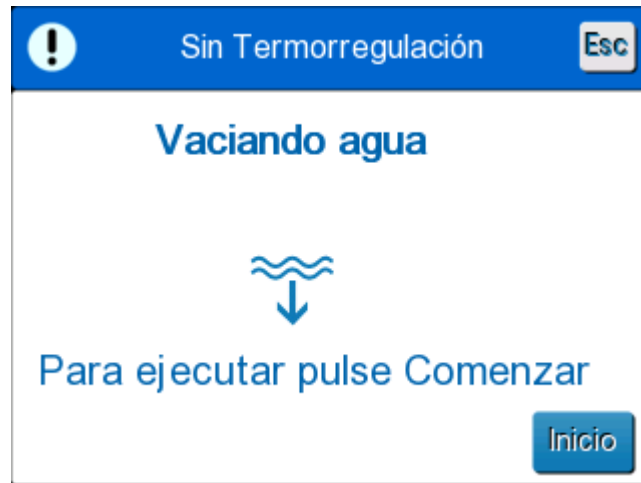 Sin Termorregulación
Esc
Vaciando agua
Para ejecutar pulse Comenzar
Inicio